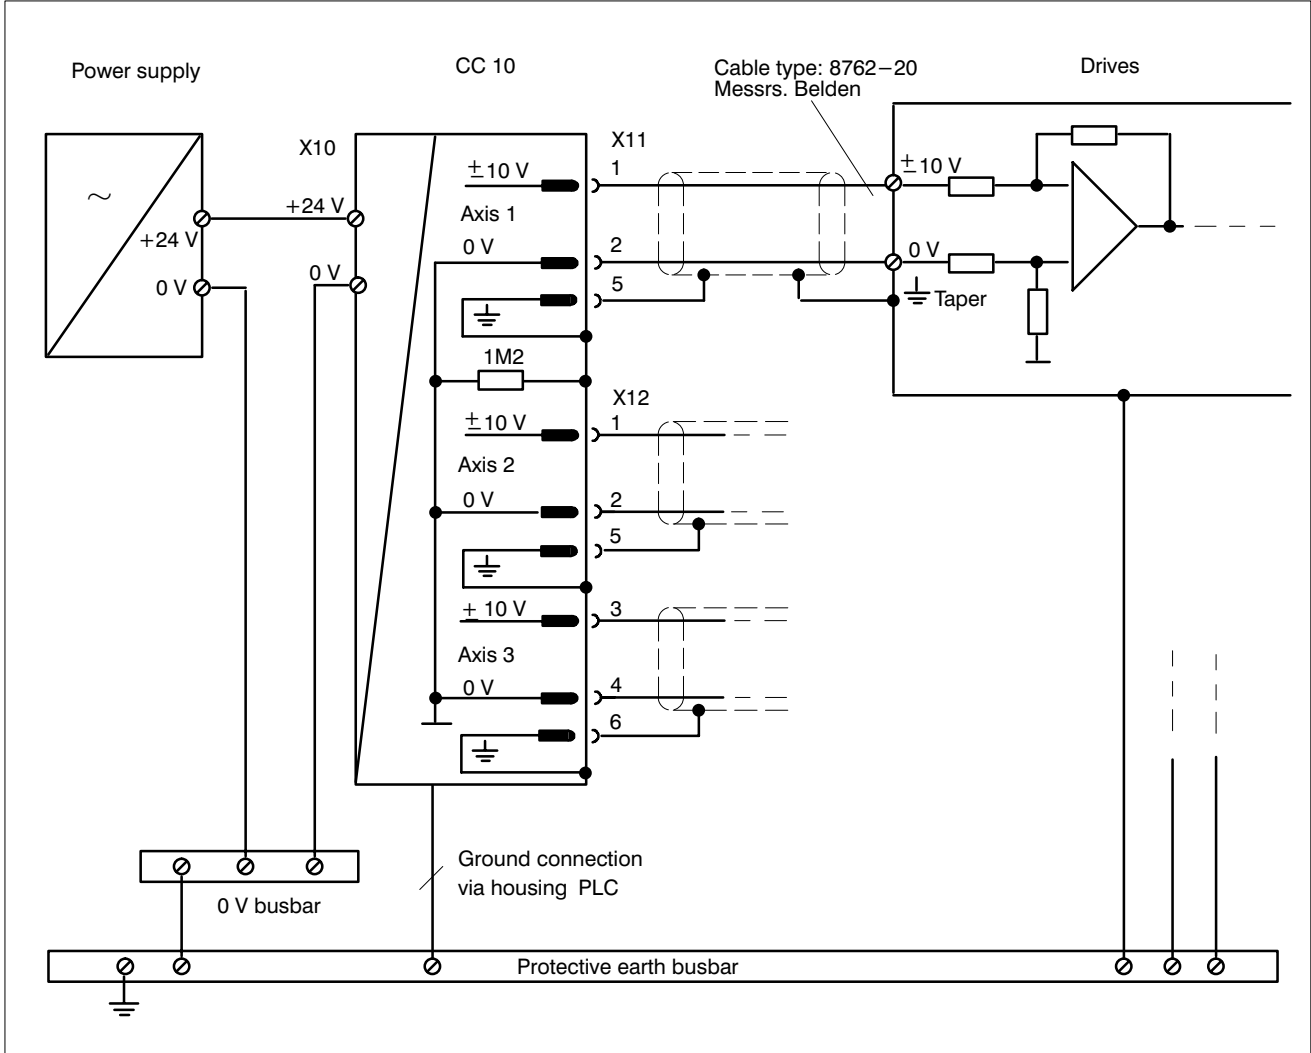 Power supply
CC 10
Cable type: 8762−20
Messrs. Belden
Drives
X10
X11
± 10 V
1
± 10 V
~
+24 V
Axis 1
+24 V
0 V
2
0 V
0 V
0 V
5
Taper
1M2
X12
± 10 V
1
Axis 2
0 V
2
5
± 10 V
3
Axis 3
0 V
4
6
Ground connection
via housing PLC
0 V busbar
Protective earth busbar